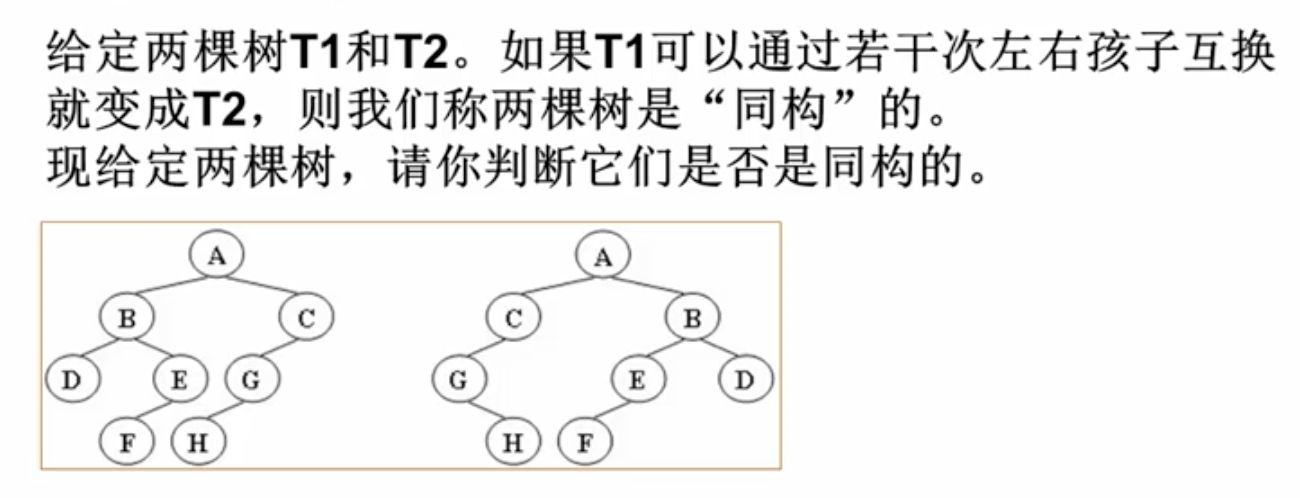 给定两棵树T1和T2。如果T1可以通过若干次左右孩子互换
就变成T2，则我们称两棵树是“同构”的。
现给定两棵树，请你判断它们是否是同构的。
A A
B C C B
D E G G E D
F H H F